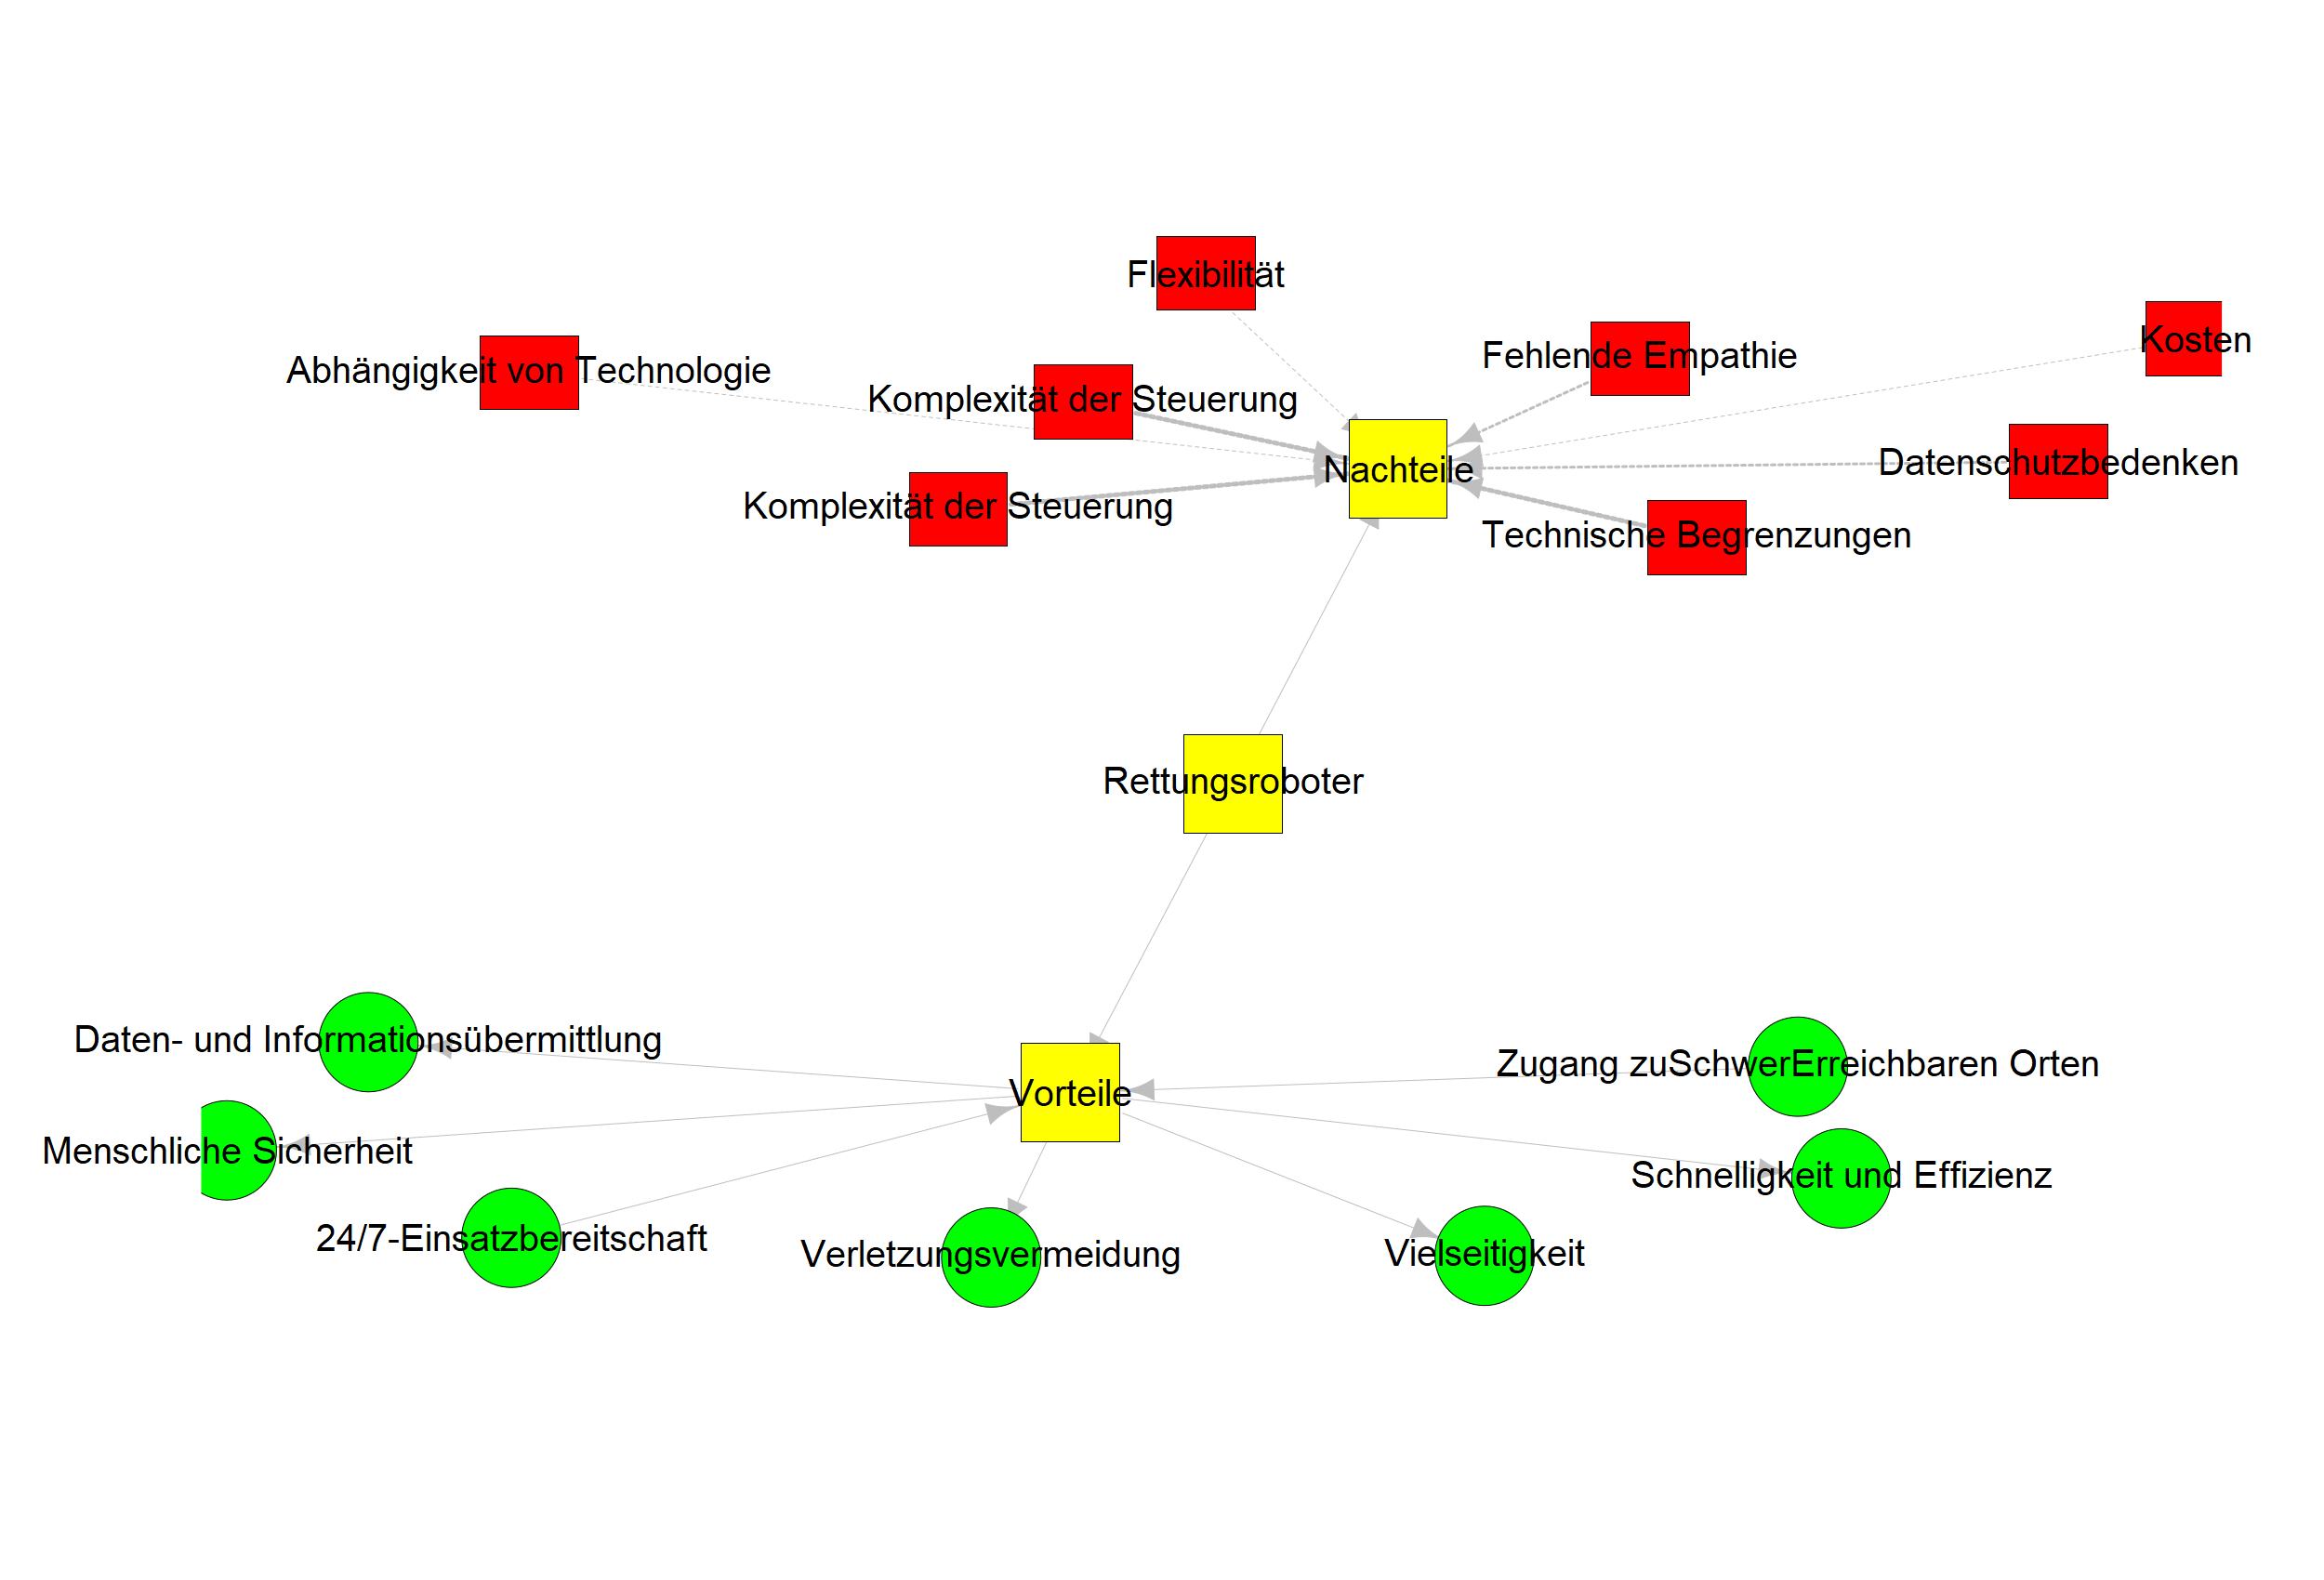 Flexibilität
Kosten
Fehlende Empathie
Abhängigkeit von Technologie
Komplexität der Steuerung
Datenschutzbedenken
Nachteile
Komplexität der Steuerung
Technische Begrenzungen
Rettungsroboter
Daten- und Informationsübermittlung
Zugang zuSchwerErreichbaren Orten
Vorteile
Menschliche Sicherheit
Schnelligkeit und Effizienz
24/7-Einsatzbereitschaft
Verletzungsvermeidung
Vielseitigkeit